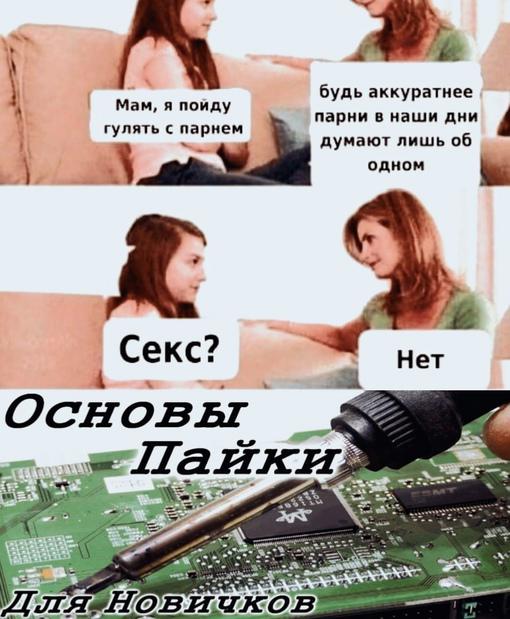 Мам, я пойду
гулять с парнем
будь аккуратнее
парни в наши дни
думают лишь об
одном
Секс?
Нет
Основы
Пайки
ESMT
Для Новичков